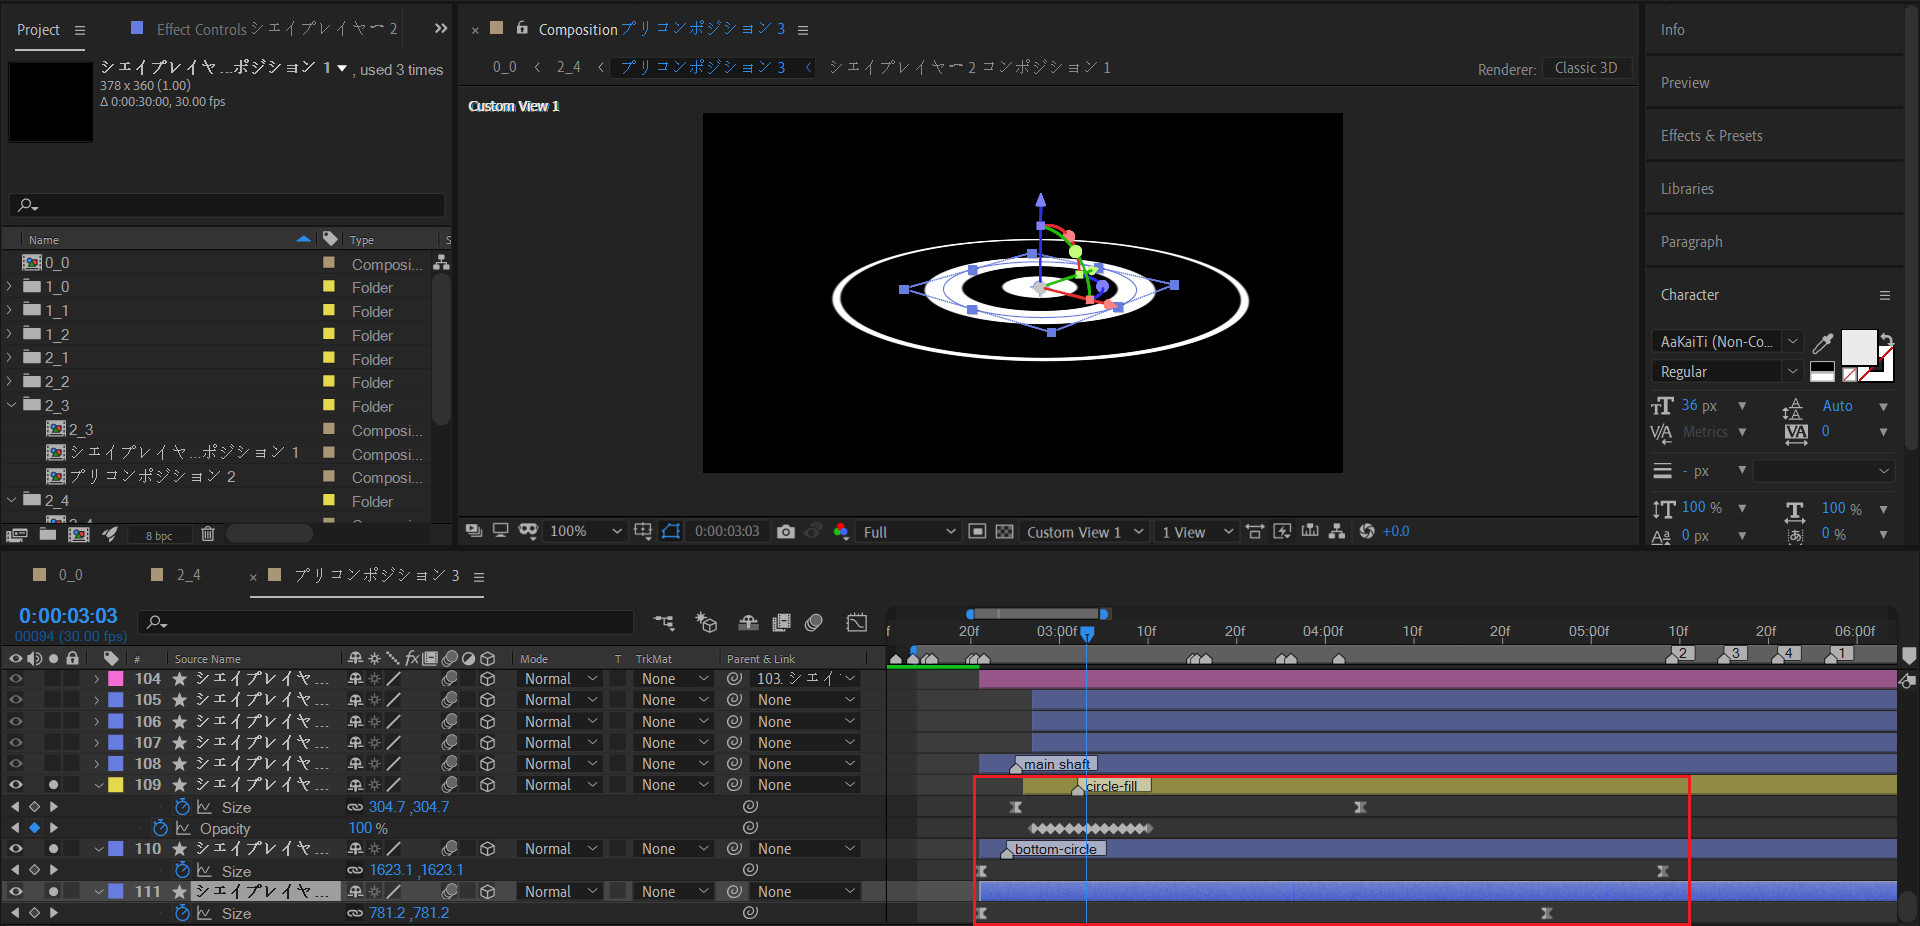 Project
Effect Controls シェイプレイヤー 2
シェイプレイヤ...ポジション 1 , used 3 times
378 x 360 (1.00)
Δ 0:00:30:00, 30.00 fps
Name
Type
0_0
Composi...
1_0
Folder
1_1
Folder
1_2
Folder
2_1
Folder
2_2
Folder
2_3
Folder
2_3
Composi...
シェイプレイヤ...ポジション 1
Composi...
プリコンポジション 2
Composi...
2_4
Folder
8 bpc
Composition プリコンポジション 3
0_0 ‹ 2_4 ‹ プリコンポジション 3 ‹ シェイプレイヤー 2 コンポジション 1
Renderer: Classic 3D
Custom View 1
100%
0:00:03:03
Full
Custom View 1
1 View
+0.0
Info
Preview
Effects & Presets
Libraries
Paragraph
Character
AaKaiTi (Non-Co...
Regular
36 px
Auto
Metrics
0
- px
100 %
100 %
0 px
0 %
0_0
2_4
プリコンポジション 3
0:00:03:03
00094 (30.00 fps)
f 20f 03:00f 10f 20f 04:00f 10f 20f 05:00f 10f 20f 06:00f
# Source Name
Mode T TrkMat Parent & Link
2 3 4 1
104 シェイプレイヤ... Normal None 103. シェイ
105 シェイプレイヤ... Normal None None
106 シェイプレイヤ... Normal None None
107 シェイプレイヤ... Normal None None
108 シェイプレイヤ... Normal None None main shaft
109 シェイプレイヤ... Normal None None circle-fill
Size 304.7 ,304.7
Opacity 100 %
110 シェイプレイヤ... Normal None None bottom-circle
Size 1623.1 ,1623.1
111 シェイプレイヤ... Normal None None
Size 781.2 ,781.2